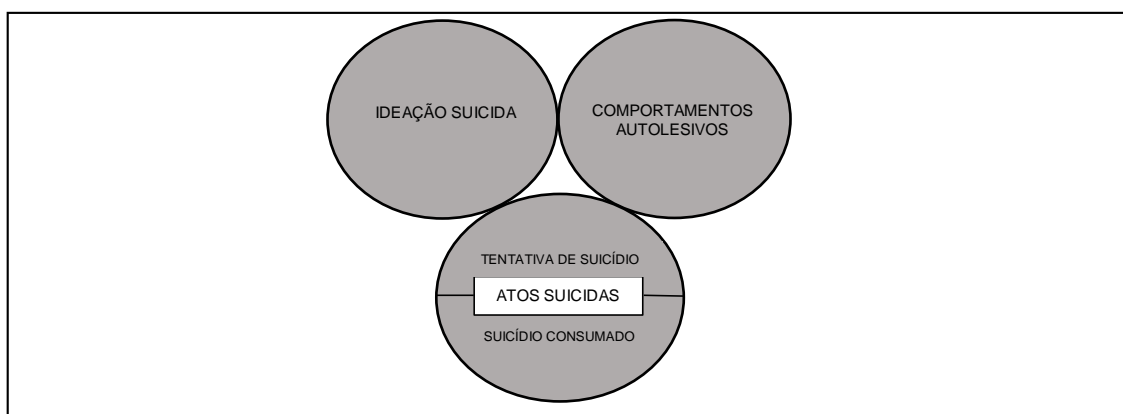 IDEAÇÃO SUICIDA
COMPORTAMENTOS
AUTOLESIVOS
TENTATIVA DE SUICÍDIO
ATOS SUICIDAS
SUICÍDIO CONSUMADO